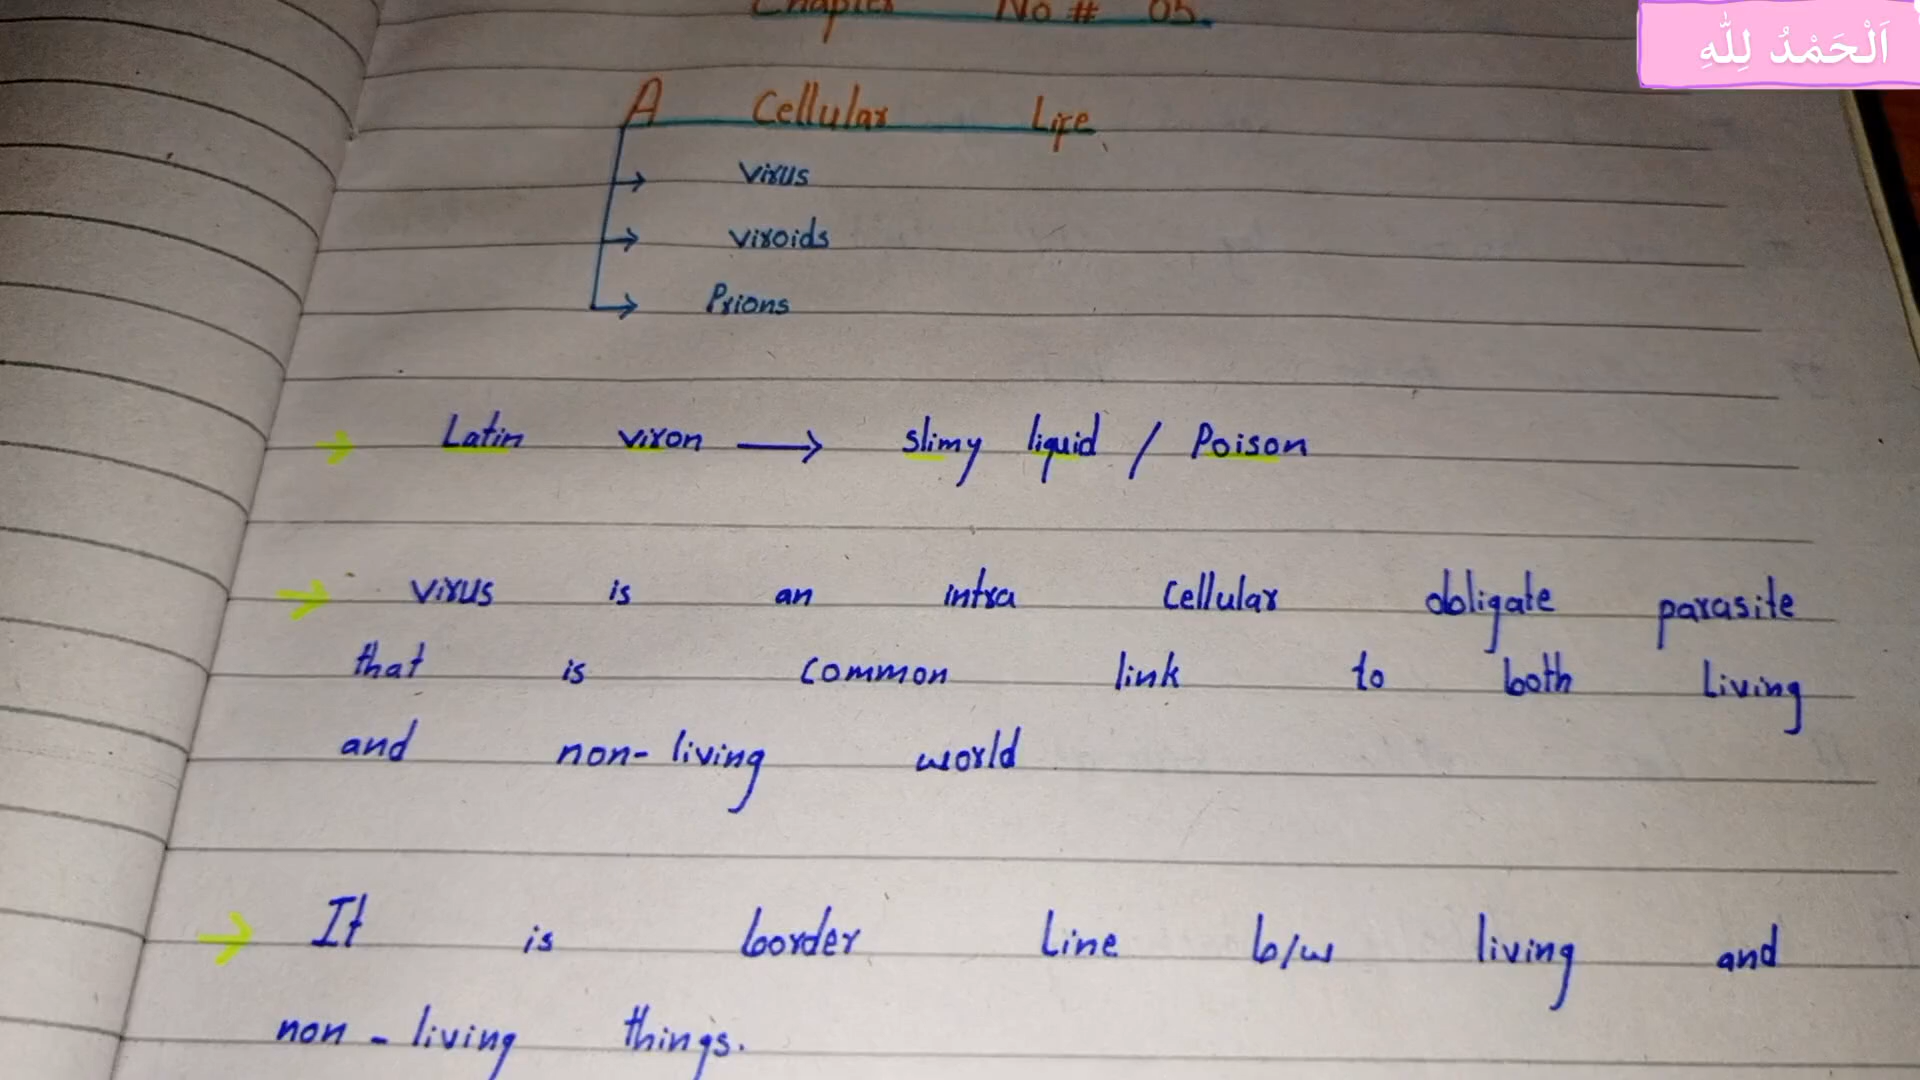 Chapter No # 05
اَلْحَمْدُ لِلّٰهِ
A Cellular Life
Virus
Viroids
Prions
Latin viron → slimy liquid / Poison
Virus is an intra cellular obligate parasite
that is common link to both living
and non-living world
It is border line b/w living and
non-living things.